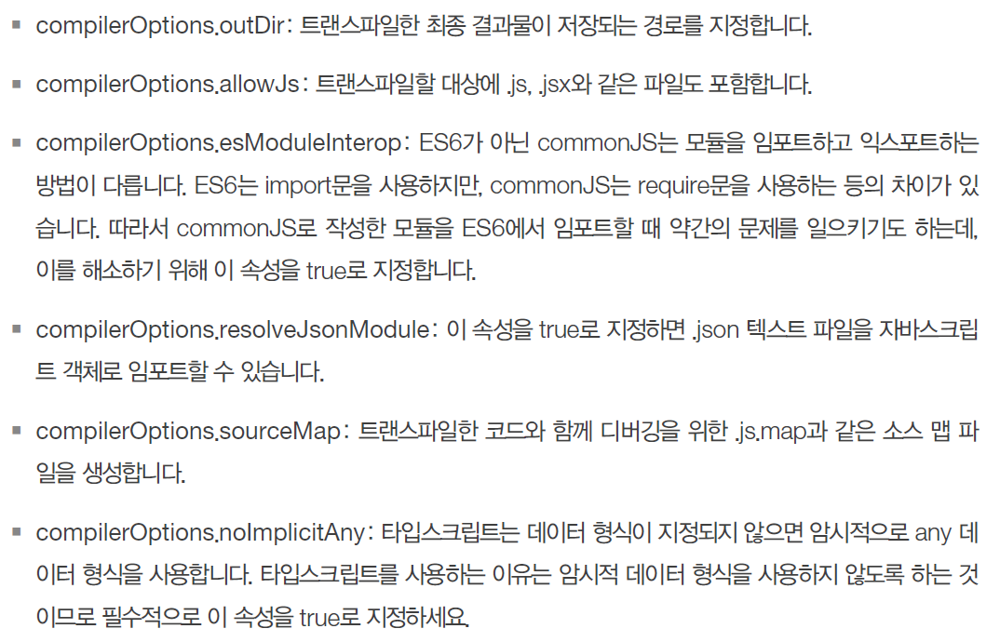 ▪ compilerOptions.outDir: 트랜스파일한 최종 결과물이 저장되는 경로를 지정합니다.
▪ compilerOptions.allowJs: 트랜스파일할 대상에 .js, .jsx와 같은 파일도 포함합니다.
▪ compilerOptions.esModuleInterop: ES6가 아닌 commonJS는 모듈을 임포트하고 익스포트하는
방법이 다릅니다. ES6는 import문을 사용하지만, commonJS는 require문을 사용하는 등의 차이가 있
습니다. 따라서 commonJS로 작성한 모듈을 ES6에서 임포트할 때 약간의 문제를 일으키기도 하는데,
이를 해소하기 위해 이 속성을 true로 지정합니다.
▪ compilerOptions.resolveJsonModule: 이 속성을 true로 지정하면 .json 텍스트 파일을 자바스크립
트 객체로 임포트할 수 있습니다.
▪ compilerOptions.sourceMap: 트랜스파일한 코드와 함께 디버깅을 위한 .js.map과 같은 소스 맵 파
일을 생성합니다.
▪ compilerOptions.noImplicitAny: 타입스크립트는 데이터 형식이 지정되지 않으면 암시적으로 any 데
이터 형식을 사용합니다. 타입스크립트를 사용하는 이유는 암시적 데이터 형식을 사용하지 않도록 하는 것
이므로 필수적으로 이 속성을 true로 지정하세요.